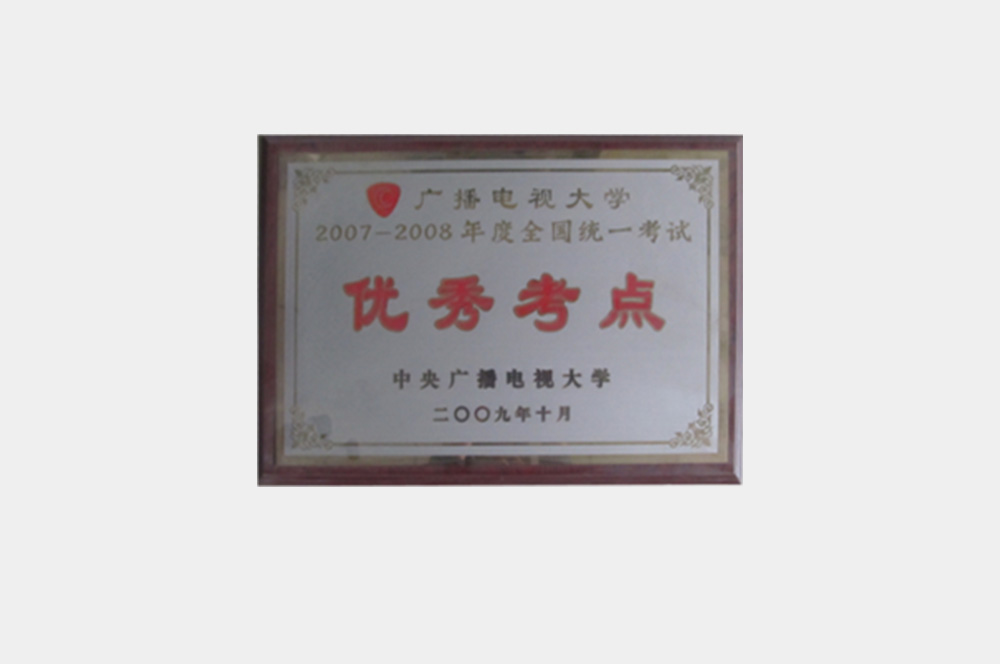 广播电视大学
2007-2008年度全国统一考试
优秀考点
中央广播电视大学
二〇〇九年十月